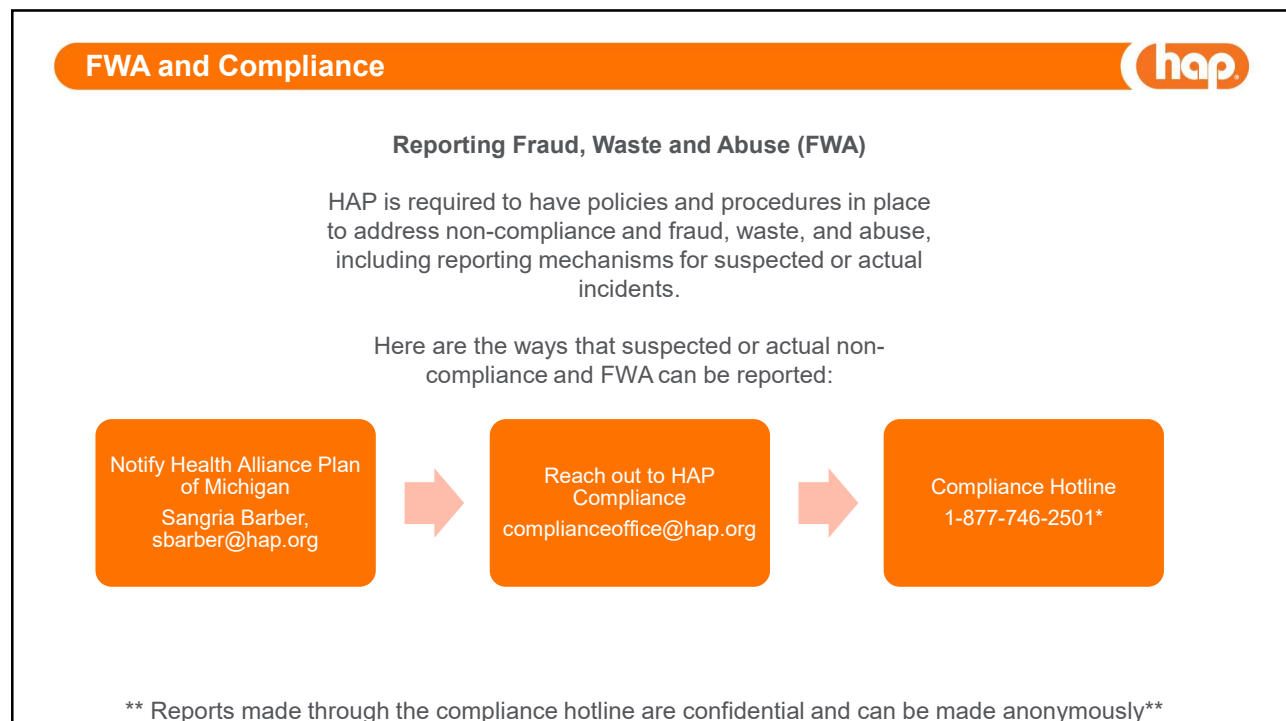 FWA and Compliance
hap.
Reporting Fraud, Waste and Abuse (FWA)
HAP is required to have policies and procedures in place
to address non-compliance and fraud, waste, and abuse,
including reporting mechanisms for suspected or actual
incidents.
Here are the ways that suspected or actual non-
compliance and FWA can be reported:
Notify Health Alliance Plan
of Michigan
Sangria Barber,
sbarber@hap.org
Reach out to HAP
Compliance
complianceoffice@hap.org
Compliance Hotline
1-877-746-2501*
** Reports made through the compliance hotline are confidential and can be made anonymously**